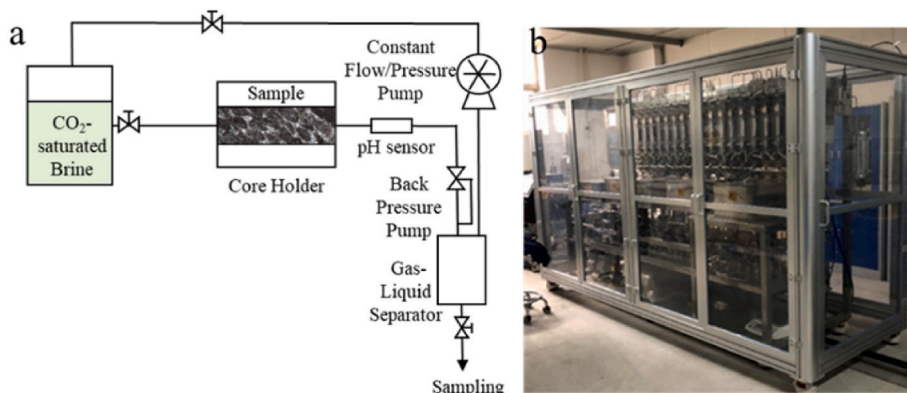 a
Constant
Flow/Pressure
Pump
CO₂-
saturated
Brine
Sample
Core Holder
pH sensor
Back
Pressure
Pump
Gas-
Liquid
Separator
Sampling
b